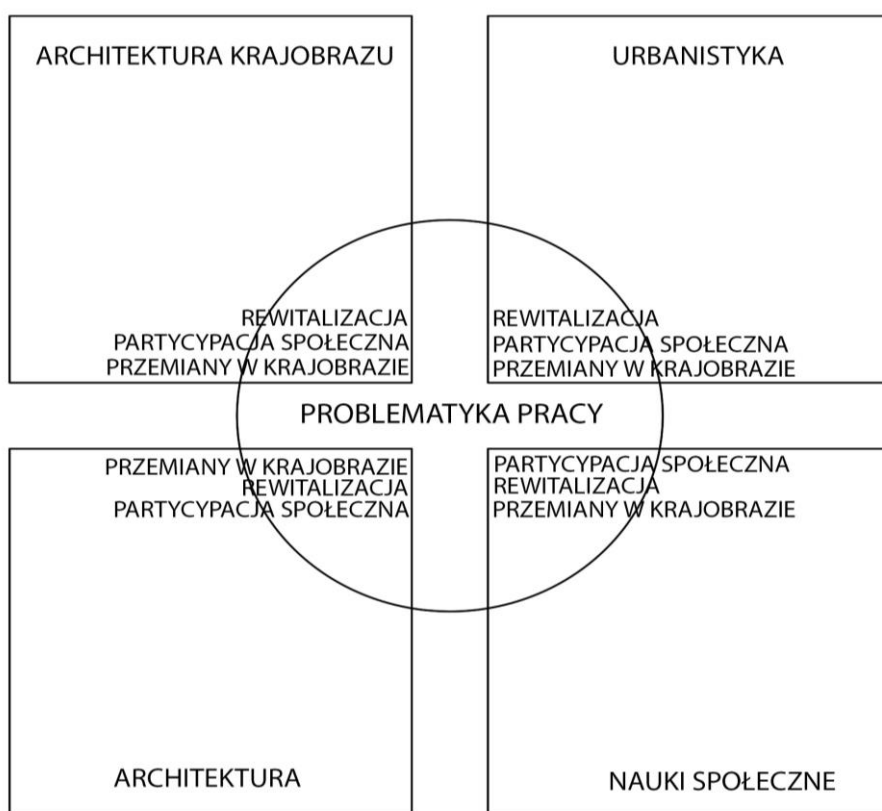 ARCHITEKTURA KRAJOBRAZU
URBANISTYKA
REWITALIZACJA
PARTYCYPACJA SPOŁECZNA
PRZEMIANY W KRAJOBRAZIE
REWITALIZACJA
PARTYCYPACJA SPOŁECZNA
PRZEMIANY W KRAJOBRAZIE
PROBLEMATYKA PRACY
PRZEMIANY W KRAJOBRAZIE
REWITALIZACJA
PARTYCYPACJA SPOŁECZNA
PARTYCYPACJA SPOŁECZNA
REWITALIZACJA
PRZEMIANY W KRAJOBRAZIE
ARCHITEKTURA
NAUKI SPOŁECZNE